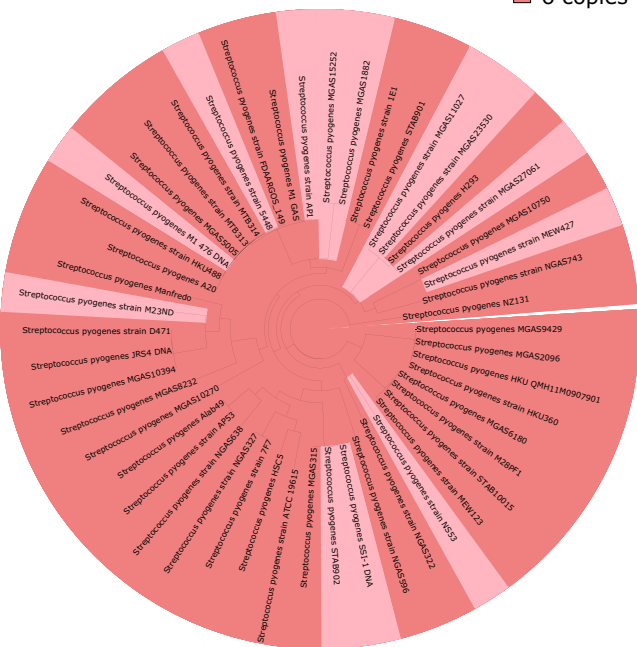 6 copies
Streptococcus pyogenes strain API
Streptococcus pyogenes MGAS15252
Streptococcus pyogenes MGAS1882
Streptococcus pyogenes strain 1E1
Streptococcus pyogenes STAB901
Streptococcus pyogenes strain MGAS11027
Streptococcus pyogenes strain MGAS23530
Streptococcus pyogenes H293
Streptococcus pyogenes strain MGAS27061
Streptococcus pyogenes MGAS10750
Streptococcus pyogenes strain MEW427
Streptococcus pyogenes strain NGAS743
Streptococcus pyogenes NZ131
Streptococcus pyogenes MGAS9429
Streptococcus pyogenes MGAS2096
Streptococcus pyogenes HKU QMH11M0907901
Streptococcus pyogenes strain HKU360
Streptococcus pyogenes MGAS6180
Streptococcus pyogenes strain M28PF1
Streptococcus pyogenes strain STAB10015
Streptococcus pyogenes strain MEW123
Streptococcus pyogenes strain NS53
Streptococcus pyogenes strain NGAS322
Streptococcus pyogenes strain NGAS596
Streptococcus pyogenes SSI-1 DNA
Streptococcus pyogenes STAB902
Streptococcus pyogenes MGAS315
Streptococcus pyogenes strain ATCC 19615
Streptococcus pyogenes HSC5
Streptococcus pyogenes strain 7F7
Streptococcus pyogenes strain NGAS327
Streptococcus pyogenes strain NGAS638
Streptococcus pyogenes strain AP53
Streptococcus pyogenes Alab49
Streptococcus pyogenes MGAS10270
Streptococcus pyogenes MGAS8232
Streptococcus pyogenes MGAS10394
Streptococcus pyogenes JRS4 DNA
Streptococcus pyogenes strain D471
Streptococcus pyogenes strain M23ND
Streptococcus pyogenes Manfredo
Streptococcus pyogenes A20
Streptococcus pyogenes strain HKU488
Streptococcus pyogenes M1 476 DNA
Streptococcus pyogenes MGAS5005
Streptococcus pyogenes strain MTB313
Streptococcus pyogenes strain MTB314
Streptococcus pyogenes strain 5448
Streptococcus pyogenes strain FDAARGOS_149
Streptococcus pyogenes M1 GAS